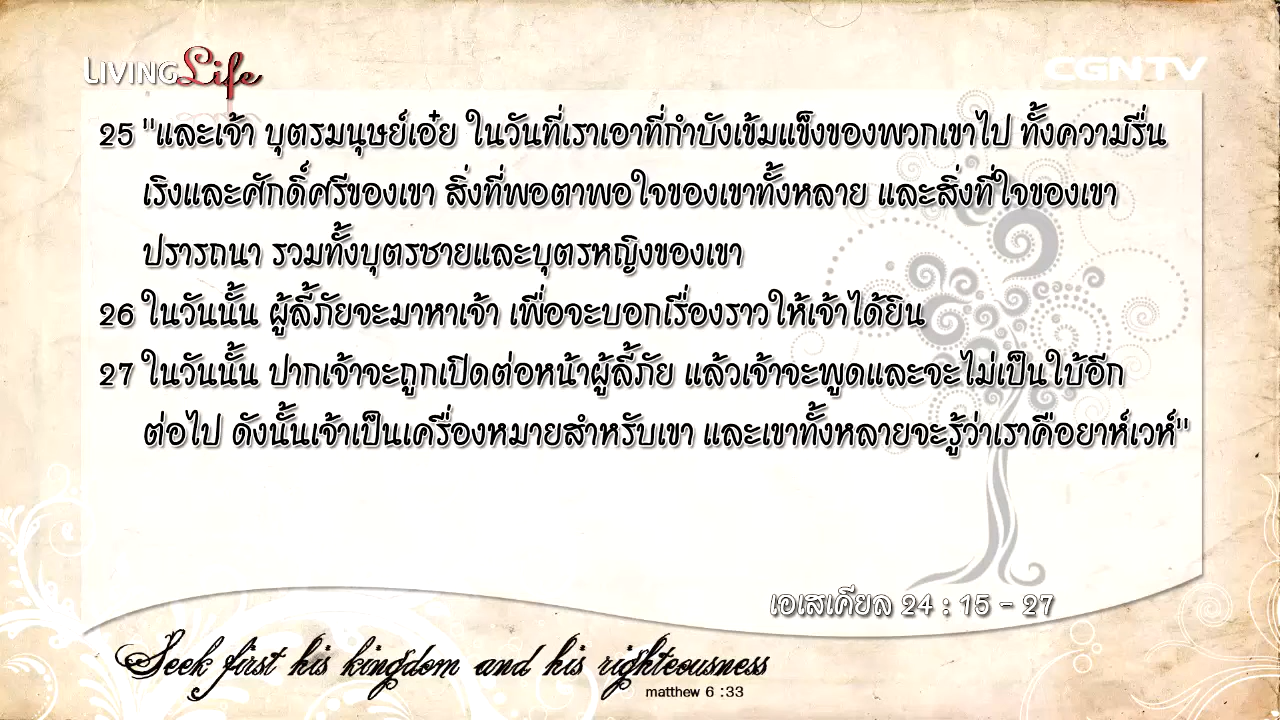 LIVING Life
CGNTV
25 "และเจ้า บุตรมนุษย์เอ๋ย ในวันที่เราเอาที่กำบังเข้มแข็งของพวกเขาไป ทั้งความรื่น
เริงและศักดิ์ศรีของเขา สิ่งที่พอตาพอใจของเขาทั้งหลาย และสิ่งที่ใจของเขา
ปรารถนา รวมทั้งบุตรชายและบุตรหญิงของเขา
26 ในวันนั้น ผู้ลี้ภัยจะมาหาเจ้า เพื่อจะบอกเรื่องราวให้เจ้าได้ยิน
27 ในวันนั้น ปากเจ้าจะถูกเปิดต่อหน้าผู้ลี้ภัย แล้วเจ้าจะพูดและจะไม่เป็นใบ้อีก
ต่อไป ดังนั้นเจ้าเป็นเครื่องหมายสำหรับเขา และเขาทั้งหลายจะรู้ว่าเราคือยาห์เวห์"
เอเสเคียล 24 : 15 - 27
Seek first his kingdom and his righteousness
matthew 6 :33